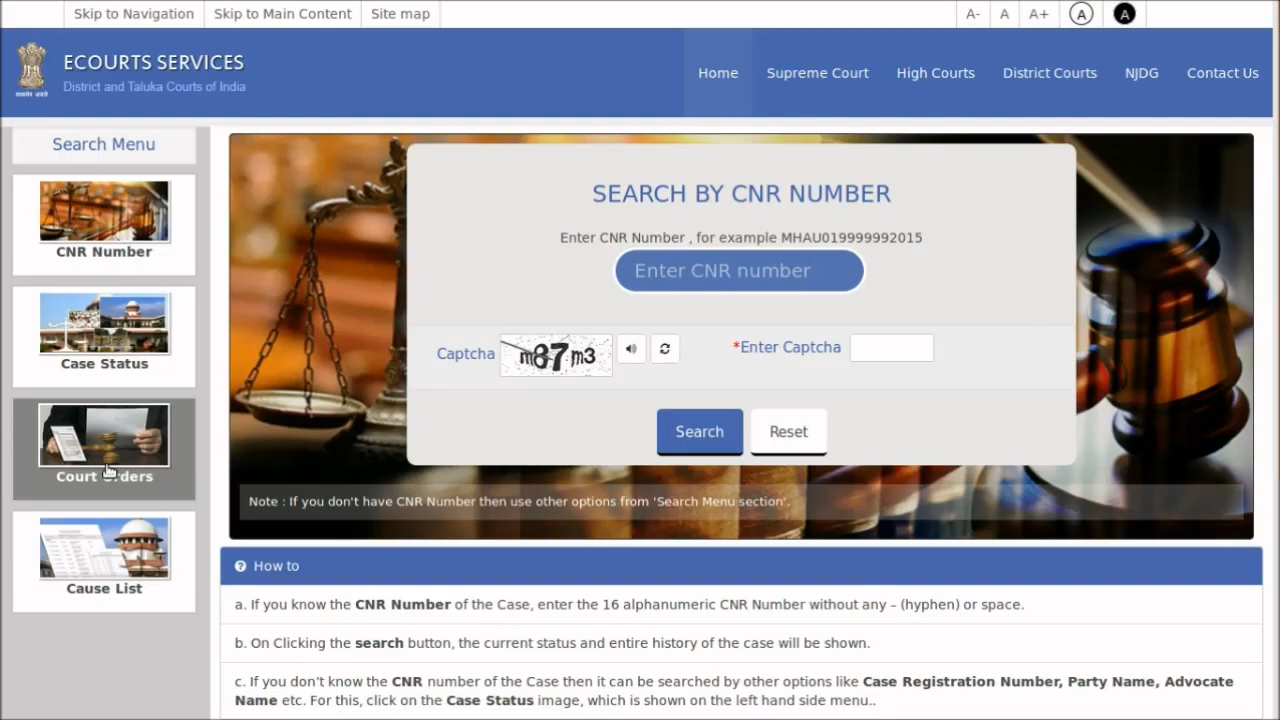 Skip to Navigation
Skip to Main Content
Site map
A-
A
A+
A
A
ECOURTS SERVICES
District and Taluka Courts of India
Home
Supreme Court
High Courts
District Courts
NJDG
Contact Us
Search Menu
CNR Number
Case Status
Court Orders
Cause List
SEARCH BY CNR NUMBER
Enter CNR Number , for example MHAU019999992015
Enter CNR number
Captcha
m87m3
*Enter Captcha
Search
Reset
Note : If you don't have CNR Number then use other options from 'Search Menu section'.
How to
a. If you know the CNR Number of the Case, enter the 16 alphanumeric CNR Number without any – (hyphen) or space.
b. On Clicking the search button, the current status and entire history of the case will be shown.
c. If you don't know the CNR number of the Case then it can be searched by other options like Case Registration Number, Party Name, Advocate
Name etc. For this, click on the Case Status image, which is shown on the left hand side menu..